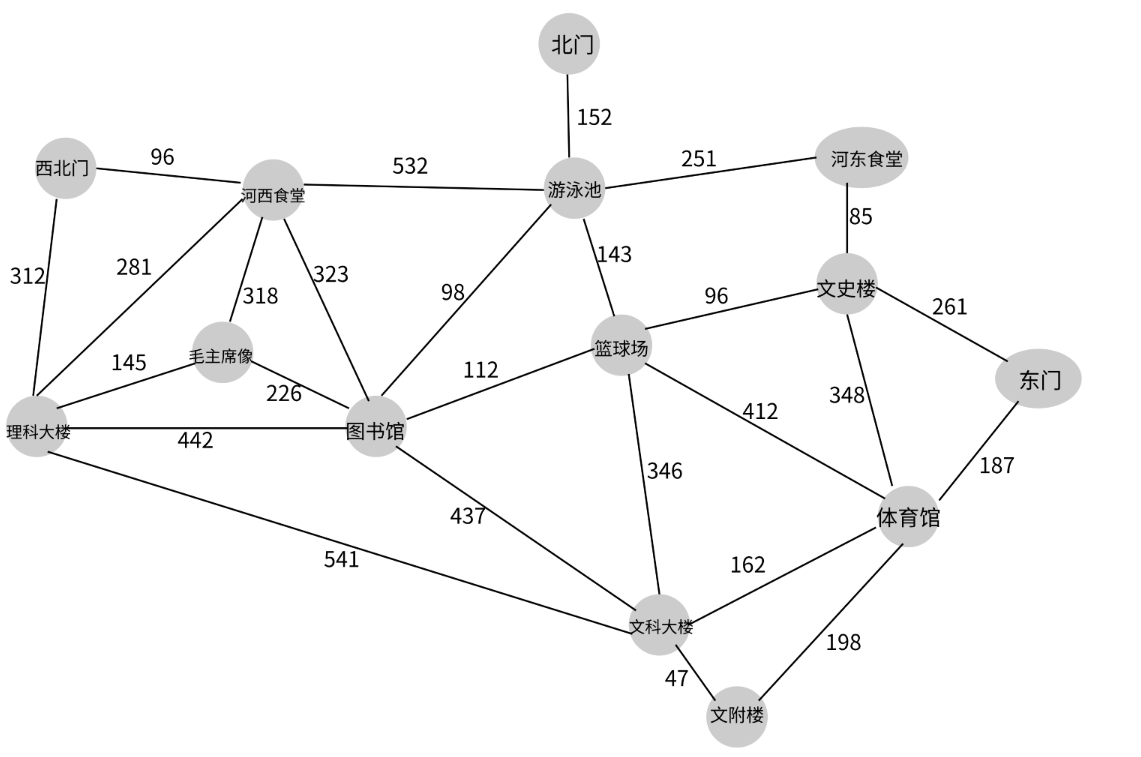 北门
152
96
532
251
西北门
河西食堂
游泳池
河东食堂
85
312
281
318
323
98
143
96
文史楼
261
145
毛主席像
226
112
篮球场
东门
348
412
理科大楼
442
图书馆
346
187
437
体育馆
541
162
文科大楼
198
47
文附楼